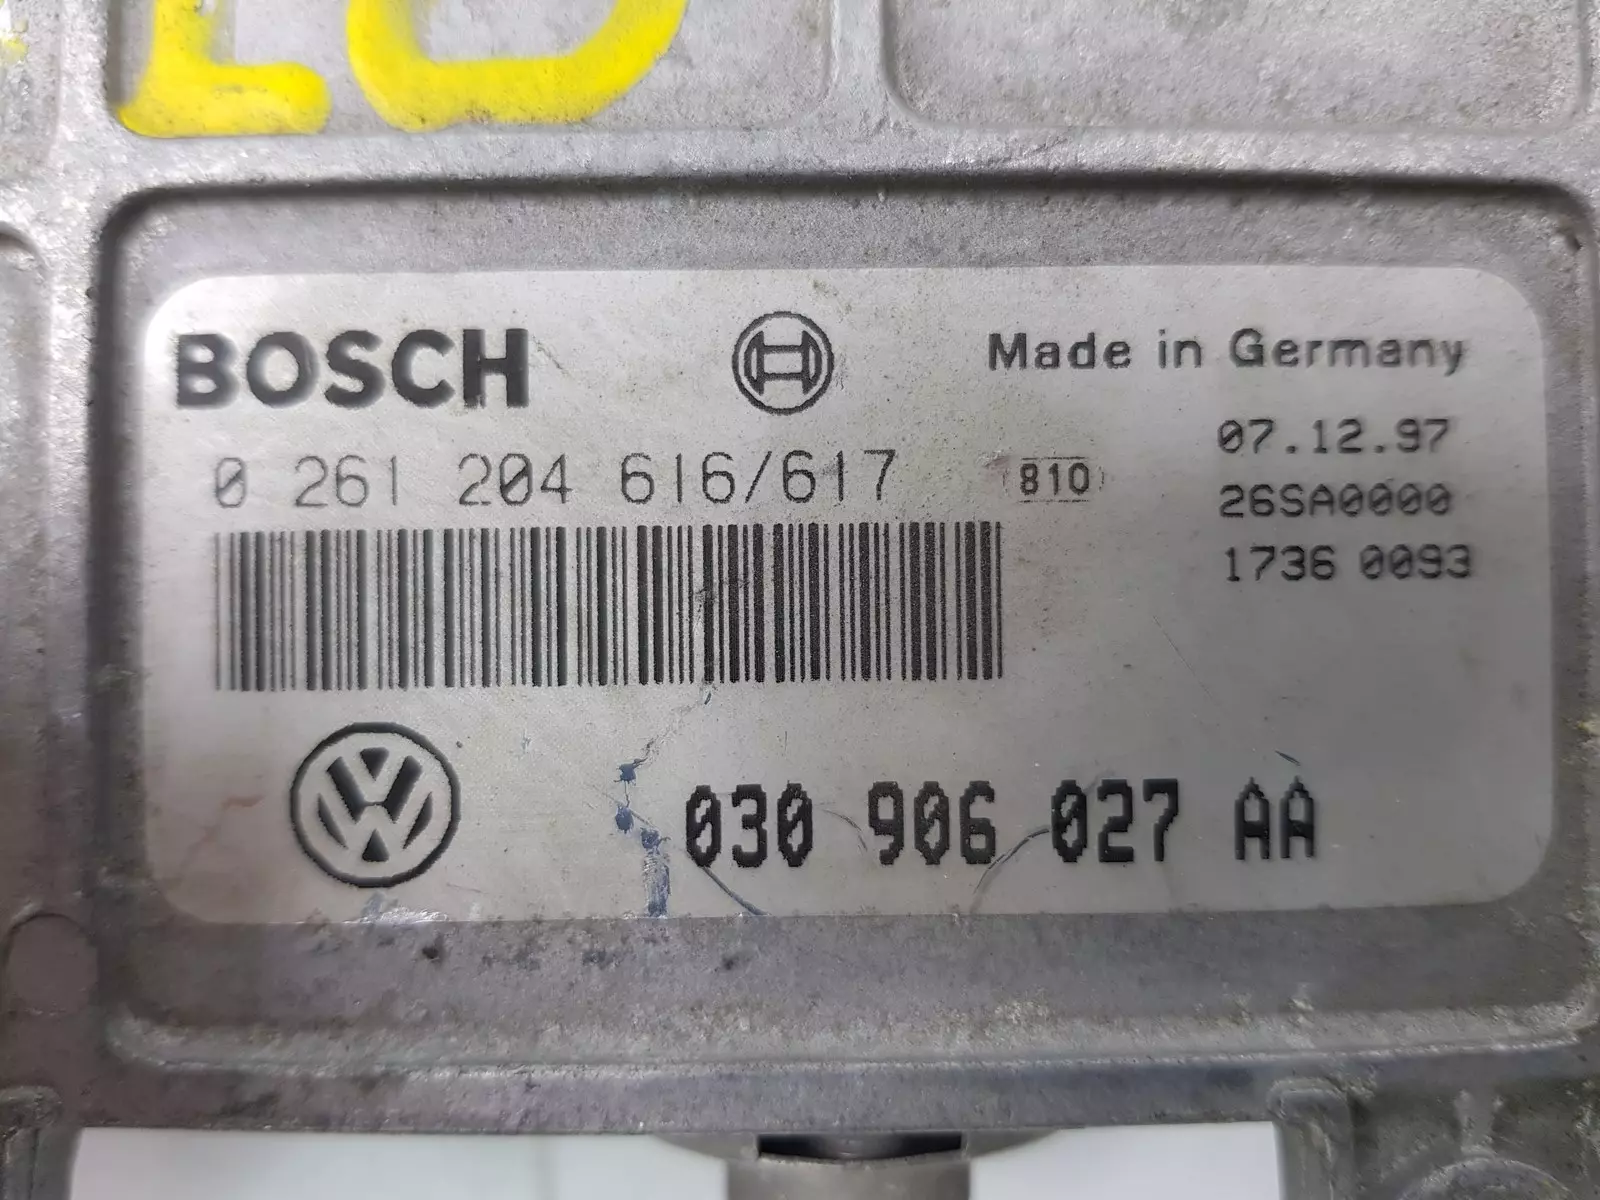 BOSCH
Made in Germany
07.12.97
0 261 204 616/617
810
26SA0000
1736 0093
030 906 027 AA